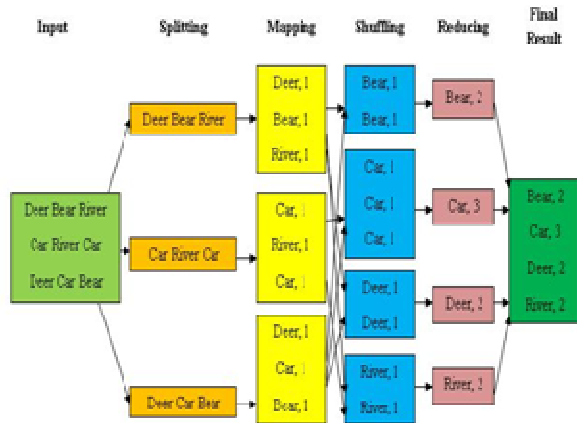 Input
Splitting
Mapping
Shuffling
Reducing
Final
Result
Deer Bear River
Car River Car
Deer Car Bear
Deer Bear River
Car River Car
Deer Car Bear
Deer, 1
Bear, 1
River, 1
Car, 1
River, 1
Car, 1
Deer, 1
Car, 1
Bear, 1
Bear, 1
Bear, 1
Car, 1
Car, 1
Car, 1
Deer, 1
Deer, 1
River, 1
River, 1
Bear, 2
Car, 3
Deer, 2
River, 2
Bear, 2
Car, 3
Deer, 2
River, 2